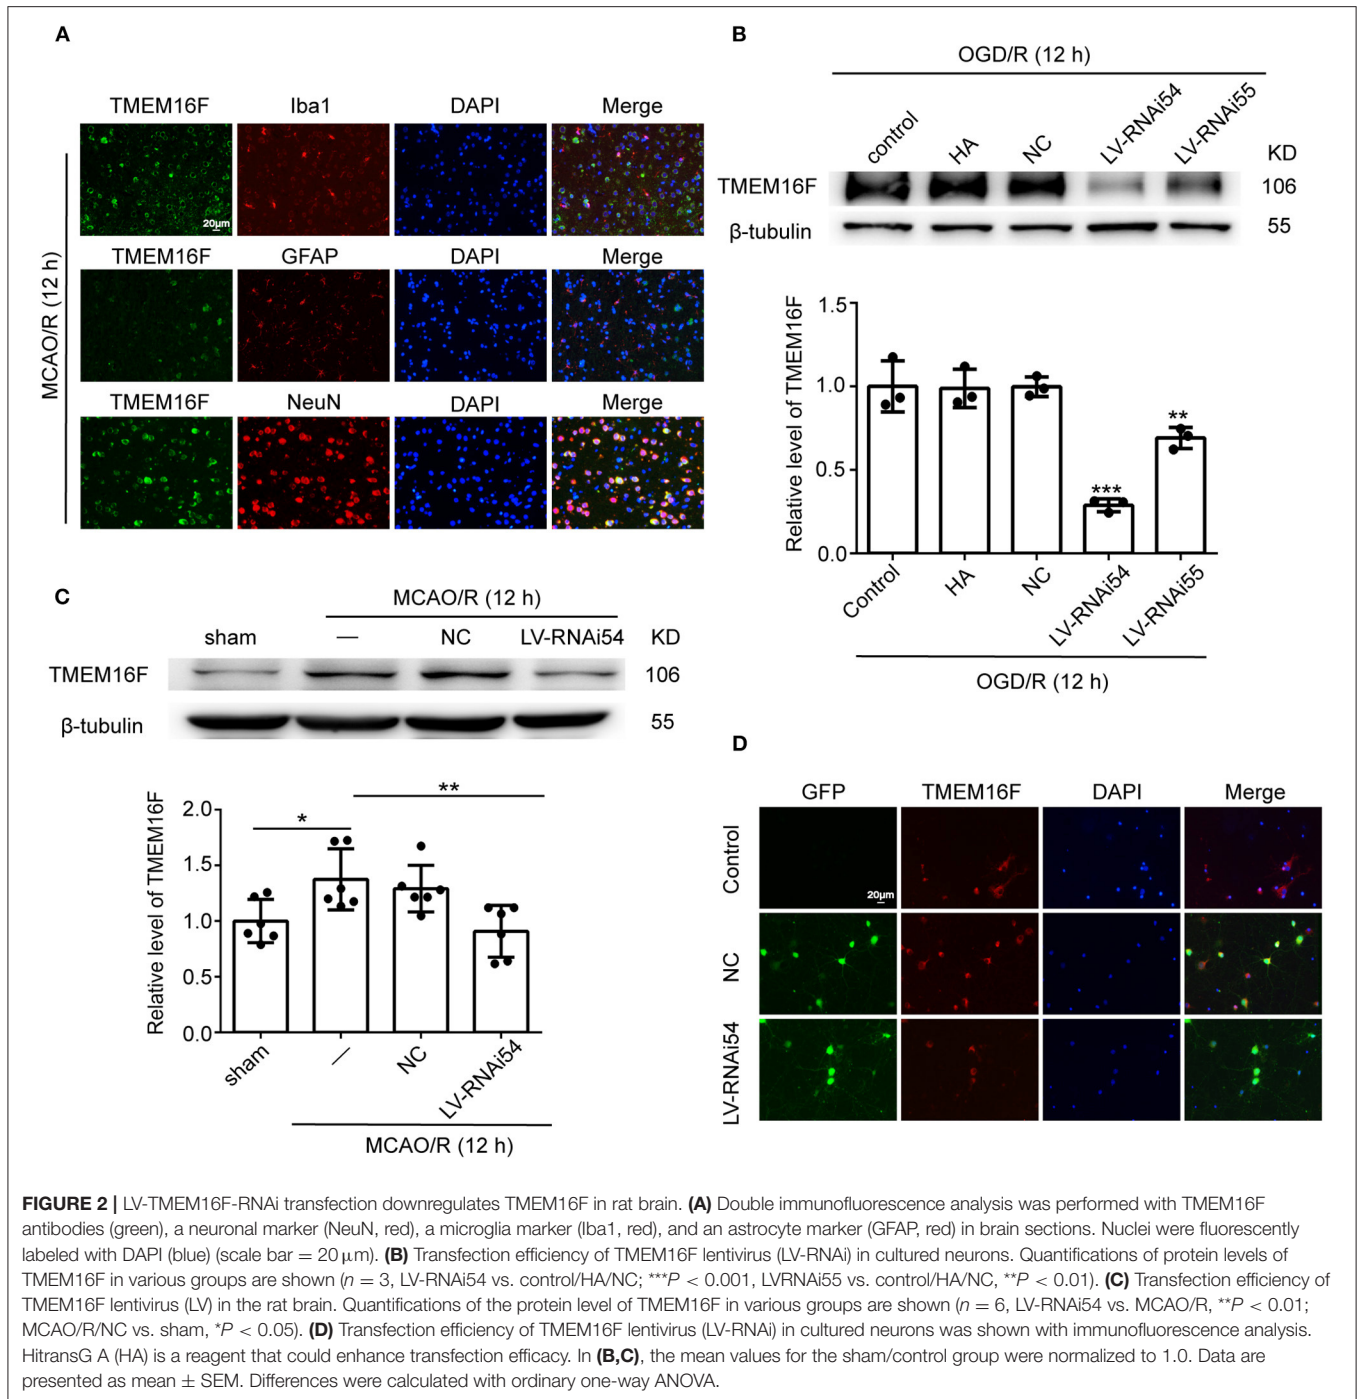 A
TMEM16F Iba1 DAPI Merge
20µm
TMEM16F GFAP DAPI Merge
TMEM16F NeuN DAPI Merge
MCAO/R (12 h)
B
OGD/R (12 h)
control HA NC LV-RNAi54 LV-RNAi55
KD
TMEM16F 106
β-tubulin 55
Relative level of TMEM16F
1.5
1.0
0.5
0.0
***
**
Control HA NC LV-RNAi54 LV-RNAi55
OGD/R (12 h)
C
MCAO/R (12 h)
sham — NC LV-RNAi54 KD
TMEM16F 106
β-tubulin 55
Relative level of TMEM16F
2.0
1.5
1.0
0.5
0.0
*
**
sham — NC LV-RNAi54
MCAO/R (12 h)
D
GFP TMEM16F DAPI Merge
Control
20µm
NC
LV-RNAi54
FIGURE 2 | LV-TMEM16F-RNAi transfection downregulates TMEM16F in rat brain. (A) Double immunofluorescence analysis was performed with TMEM16F
antibodies (green), a neuronal marker (NeuN, red), a microglia marker (Iba1, red), and an astrocyte marker (GFAP, red) in brain sections. Nuclei were fluorescently
labeled with DAPI (blue) (scale bar = 20 µm). (B) Transfection efficiency of TMEM16F lentivirus (LV-RNAi) in cultured neurons. Quantifications of protein levels of
TMEM16F in various groups are shown (n = 3, LV-RNAi54 vs. control/HA/NC; ***P < 0.001, LVRNAi55 vs. control/HA/NC, **P < 0.01). (C) Transfection efficiency of
TMEM16F lentivirus (LV) in the rat brain. Quantifications of the protein level of TMEM16F in various groups are shown (n = 6, LV-RNAi54 vs. MCAO/R, **P < 0.01;
MCAO/R/NC vs. sham, *P < 0.05). (D) Transfection efficiency of TMEM16F lentivirus (LV-RNAi) in cultured neurons was shown with immunofluorescence analysis.
HitransG A (HA) is a reagent that could enhance transfection efficacy. In (B,C), the mean values for the sham/control group were normalized to 1.0. Data are
presented as mean ± SEM. Differences were calculated with ordinary one-way ANOVA.